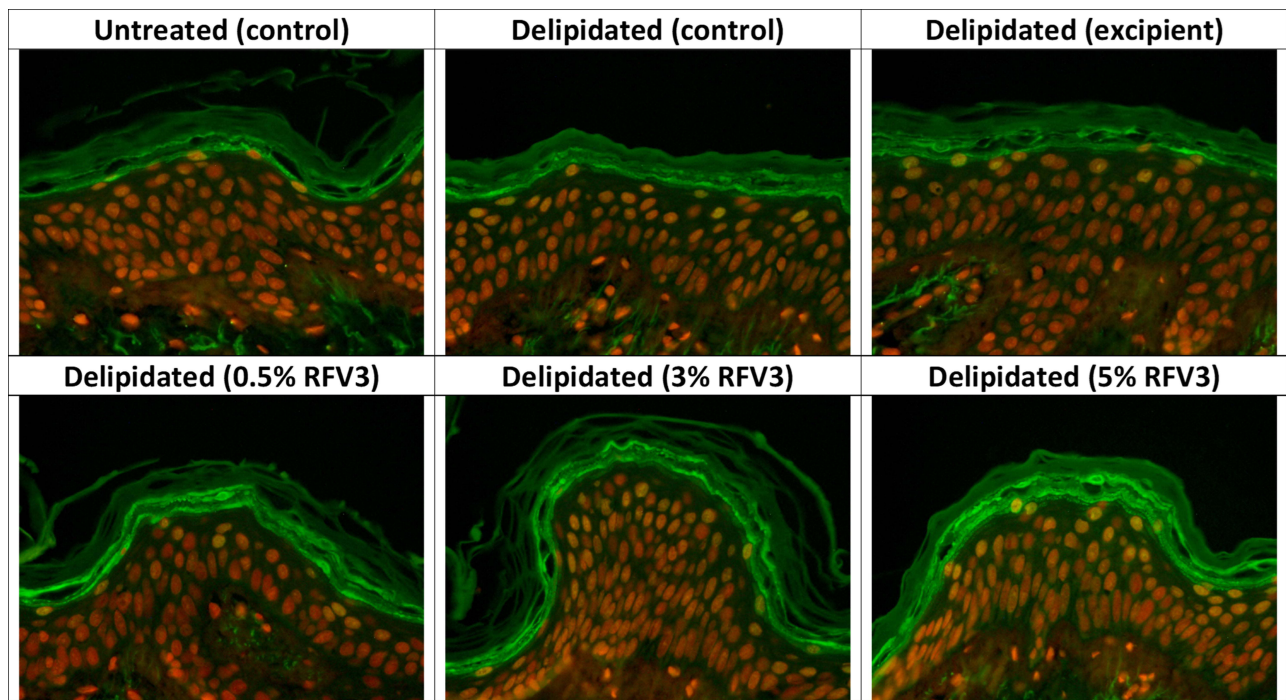 Untreated (control)
Delipidated (control)
Delipidated (excipient)
Delipidated (0.5% RFV3)
Delipidated (3% RFV3)
Delipidated (5% RFV3)